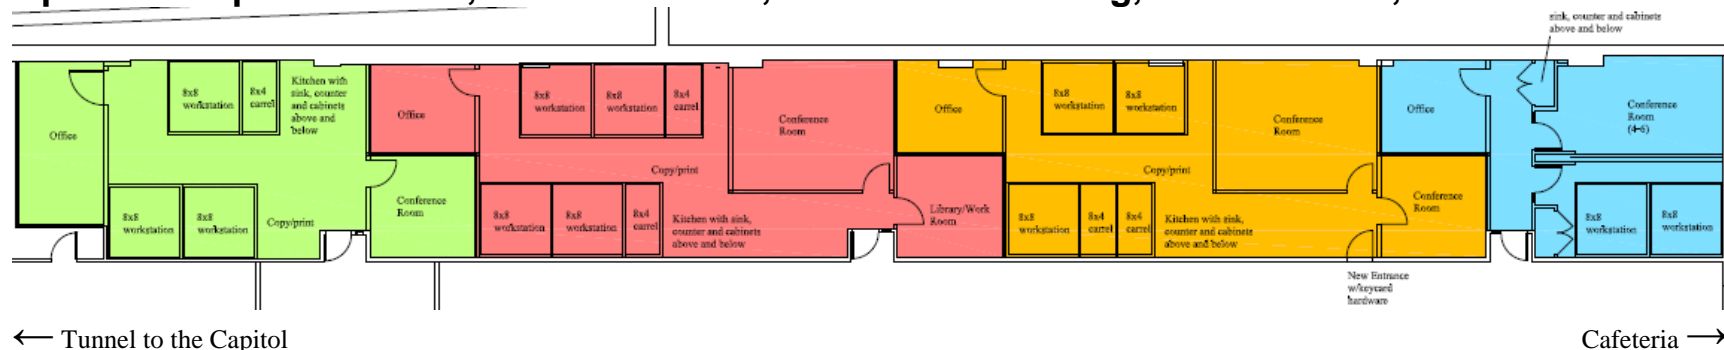 sink, counter and cabinets
above and below
Office
8x8
workstation
8x4
carrel
Kitchen with
sink, counter
and cabinets
above and
below
8x8
workstation
8x8
workstation
Copy/print
Conference
Room
Office
8x8
workstation
8x8
workstation
8x4
carrel
Conference
Room
Copy/print
8x8
workstation
8x8
workstation
8x4
carrel
Kitchen with sink,
counter and cabinets
above and below
Library/Work
Room
Office
8x8
workstation
8x8
workstation
Conference
Room
Copy/print
8x8
workstation
8x4
carrel
8x4
carrel
Kitchen with sink,
counter and cabinets
above and below
Conference
Room
New Entrance
w/keycard
hardware
Office
Conference
Room
(4-6)
8x8
workstation
8x8
workstation
← Tunnel to the Capitol
Cafeteria →